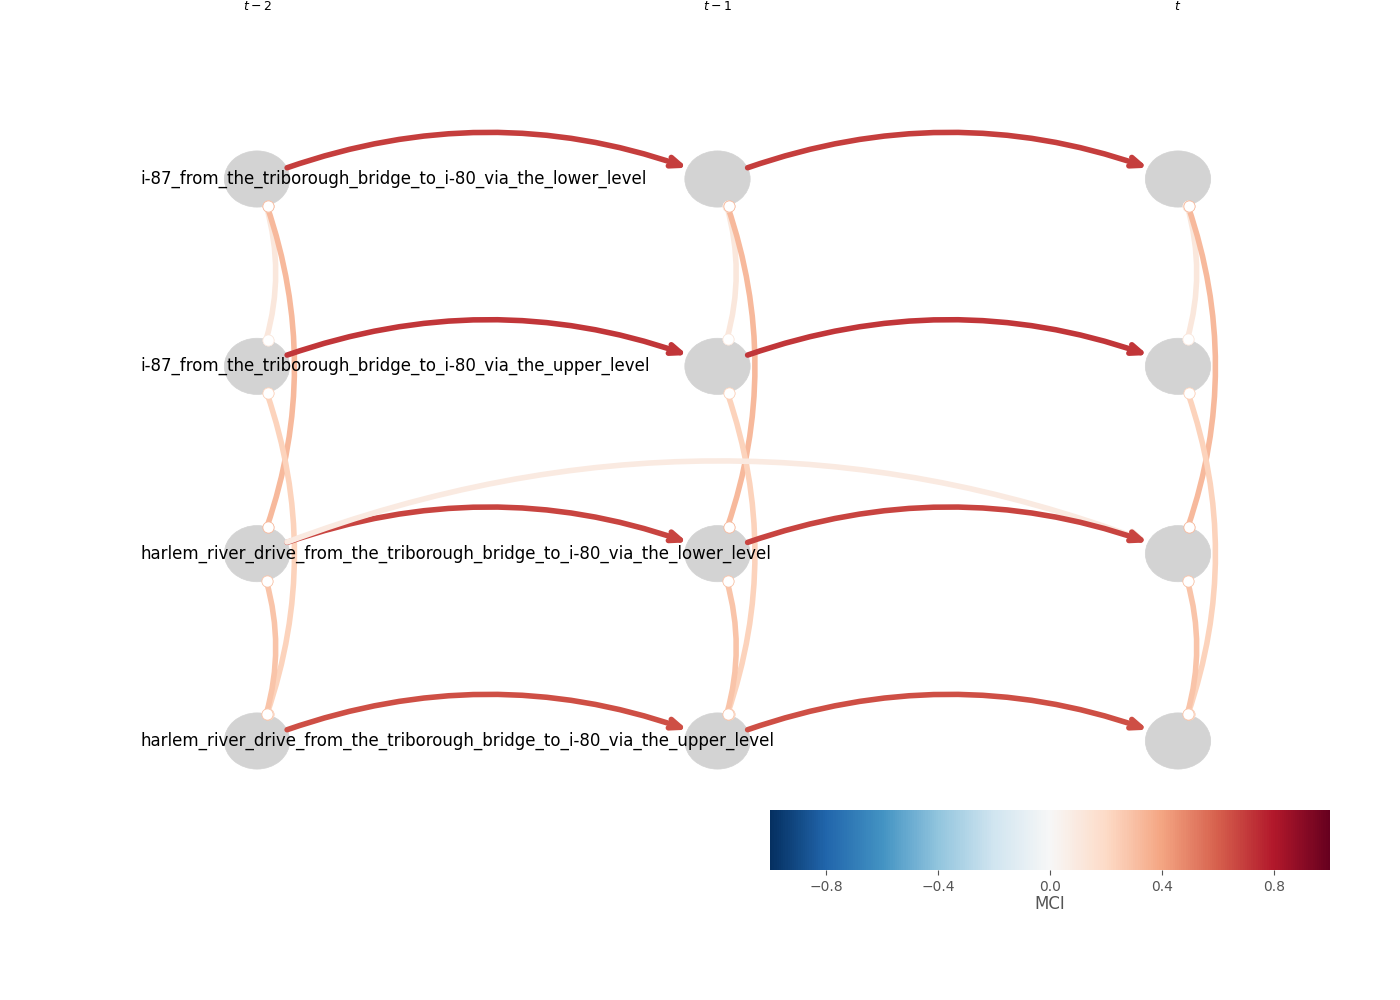 t − 2 t − 1 t
i-87_from_the_triborough_bridge_to_i-80_via_the_lower_level
i-87_from_the_triborough_bridge_to_i-80_via_the_upper_level
harlem_river_drive_from_the_triborough_bridge_to_i-80_via_the_lower_level
harlem_river_drive_from_the_triborough_bridge_to_i-80_via_the_upper_level
−0.8 −0.4 0.0 0.4 0.8
MCI